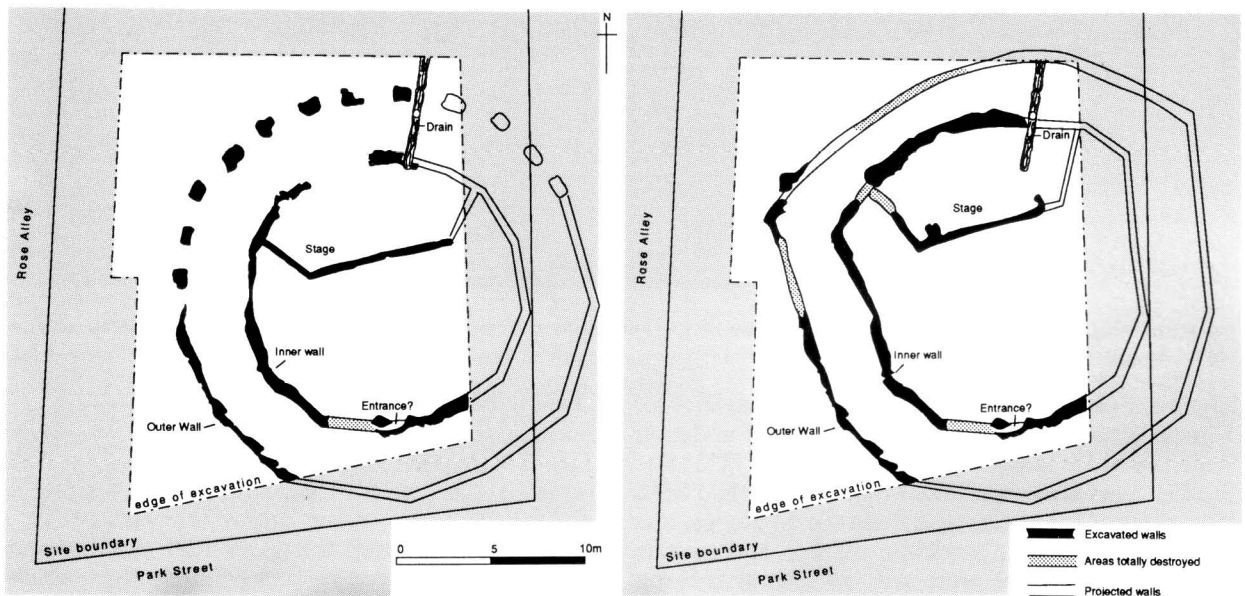 N
Drain
Stage
Rose Alley
Inner wall
Entrance?
Outer Wall
edge of excavation
Site boundary
Park Street
0 5 10m
Drain
Stage
Rose Alley
Inner wall
Entrance?
Outer Wall
edge of excavation
Site boundary
Park Street
Excavated walls
Areas totally destroyed
Projected walls